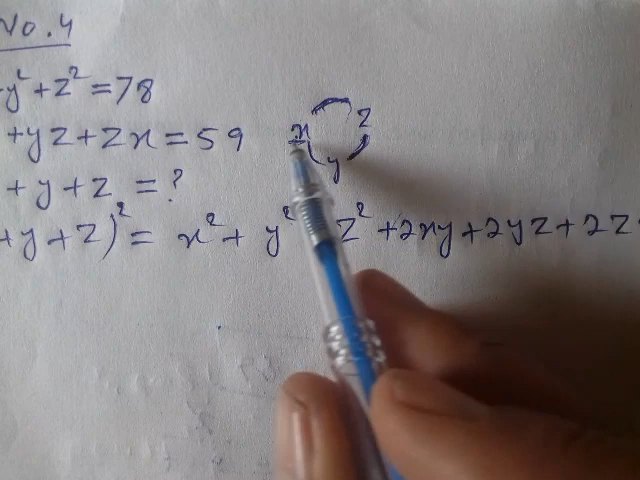 No. 4
y² + z² = 78
+ yz + zx = 59
+ y + z = ?
+ y + z)² = x² + y² z² + 2xy + 2yz + 2z
x y z